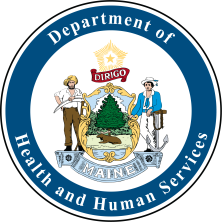 Department of
DIRIGO
MAINE
Health and Human Services